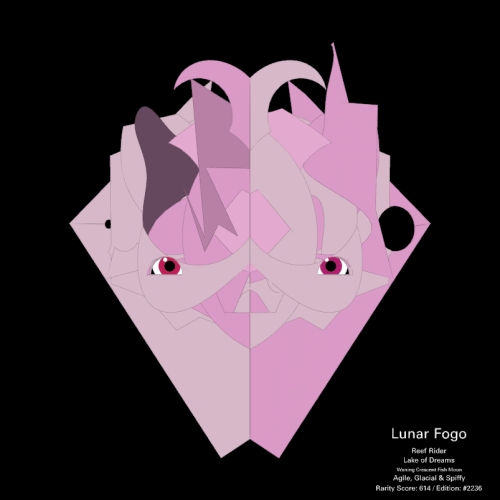 Lunar Fogo
Reef Rider
Lake of Dreams
Waning Crescent Fish Moon
Agile, Glacial & Spiffy
Rarity Score: 614 / Edition: #2236